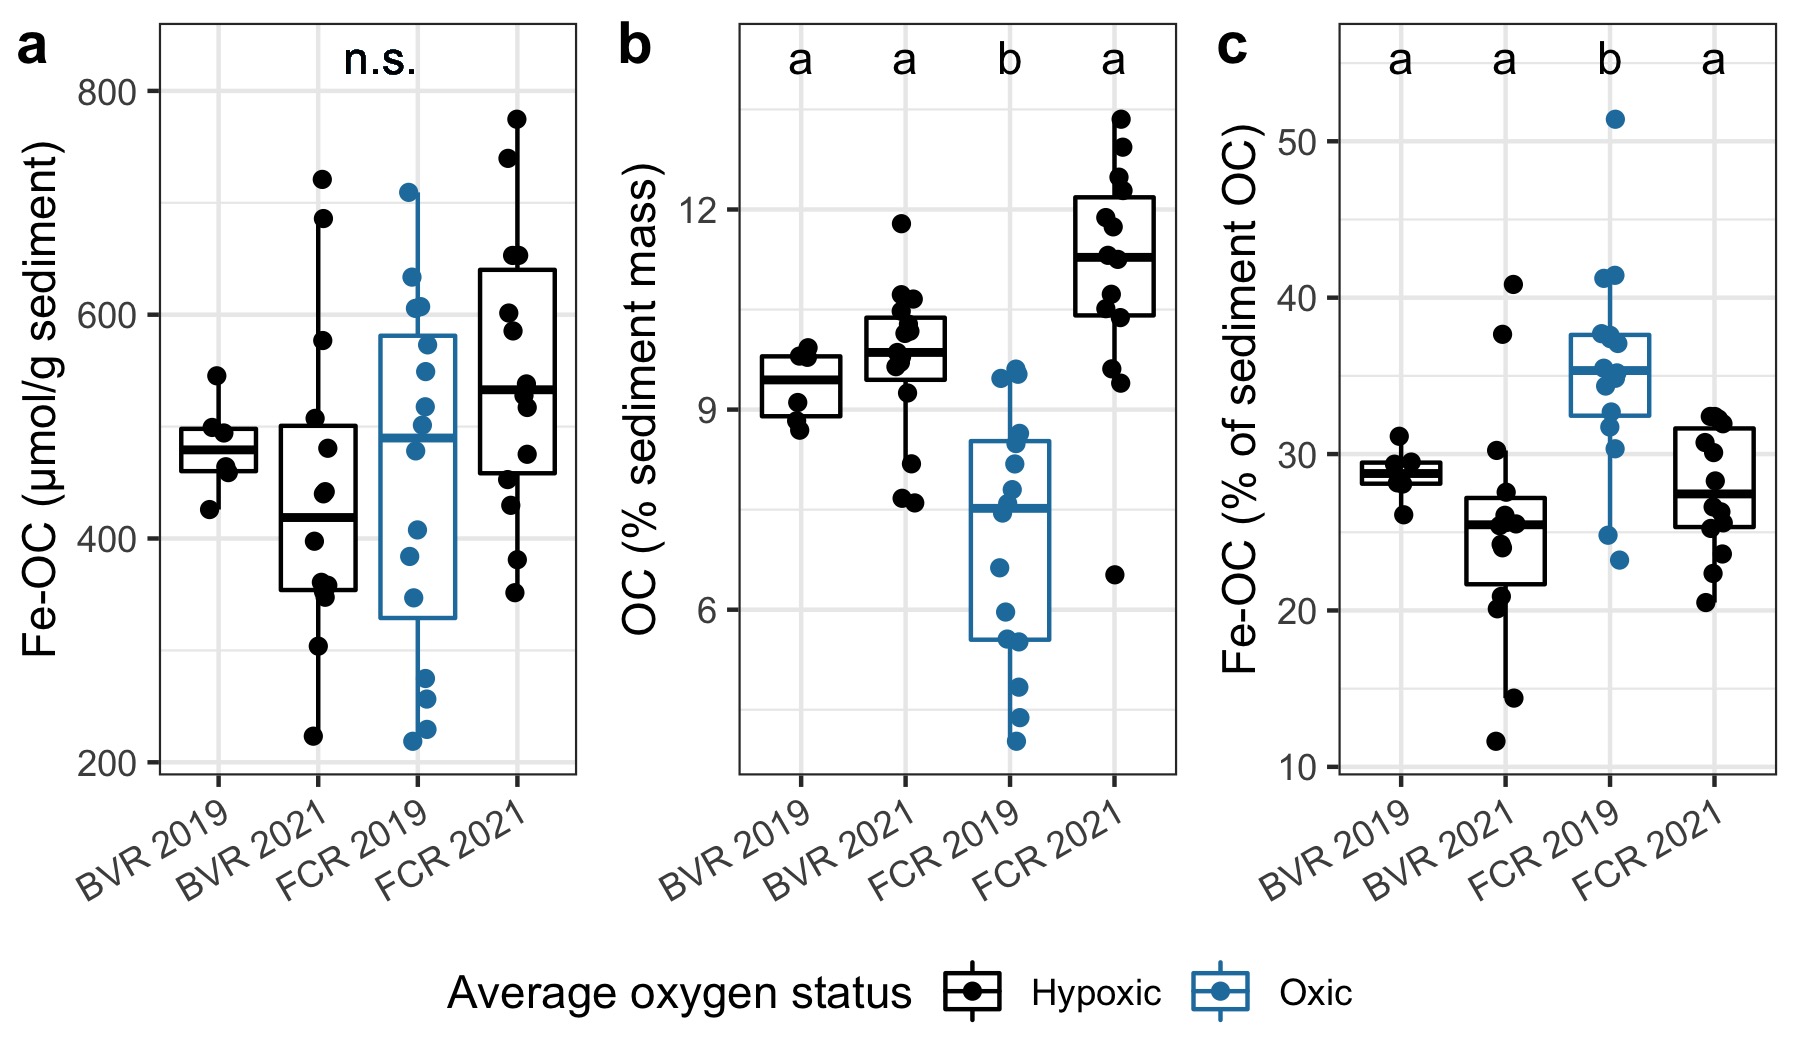 a
n.s.
Fe-OC (µmol/g sediment)
800
600
400
200
BVR 2019
BVR 2021
FCR 2019
FCR 2021
b
a a b a
OC (% sediment mass)
12
9
6
BVR 2019
BVR 2021
FCR 2019
FCR 2021
c
a a b a
Fe-OC (% of sediment OC)
50
40
30
20
10
BVR 2019
BVR 2021
FCR 2019
FCR 2021
Average oxygen status Hypoxic Oxic